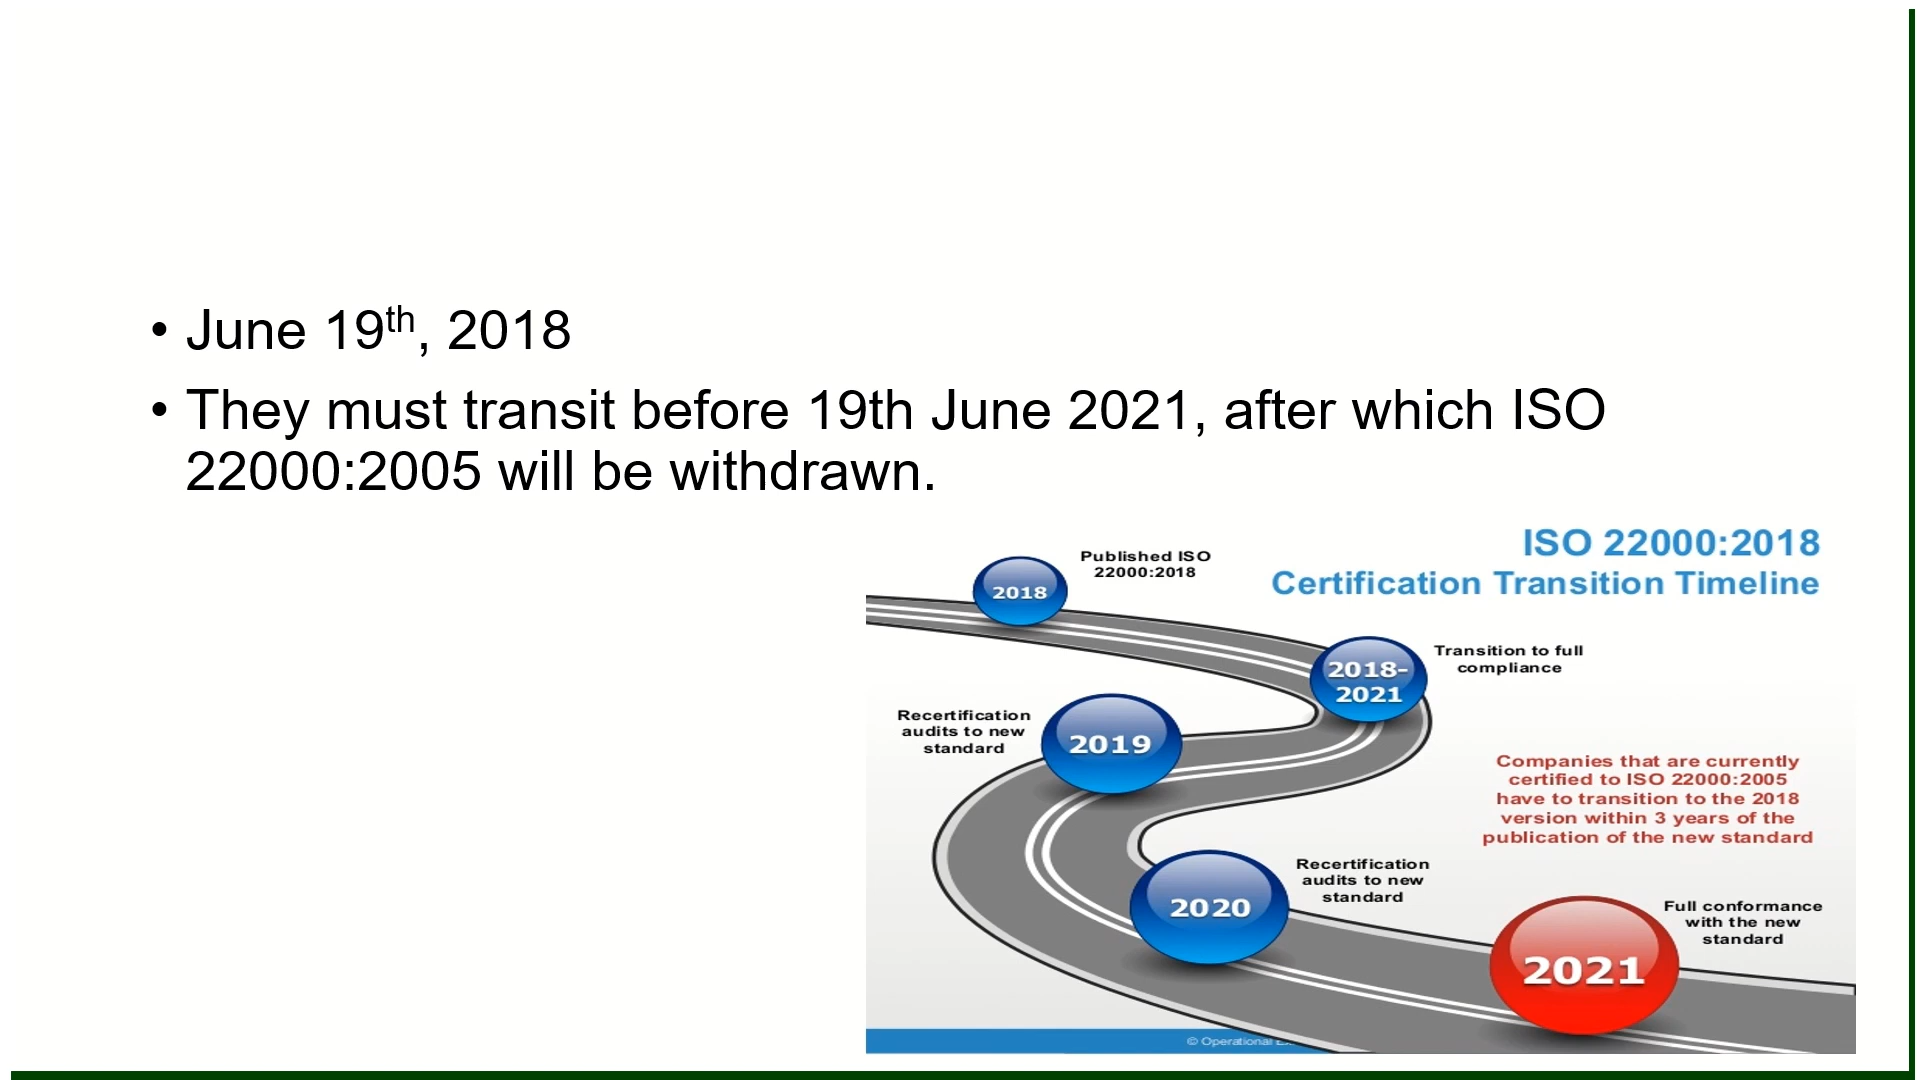 • June 19th, 2018
• They must transit before 19th June 2021, after which ISO
22000:2005 will be withdrawn.
ISO 22000:2018
Certification Transition Timeline
Published ISO
22000:2018
2018
Transition to full
compliance
2018-
2021
Recertification
audits to new
standard
2019
Companies that are currently
certified to ISO 22000:2005
have to transition to the 2018
version within 3 years of the
publication of the new standard
Recertification
audits to new
standard
2020
Full conformance
with the new
standard
2021
© Operational